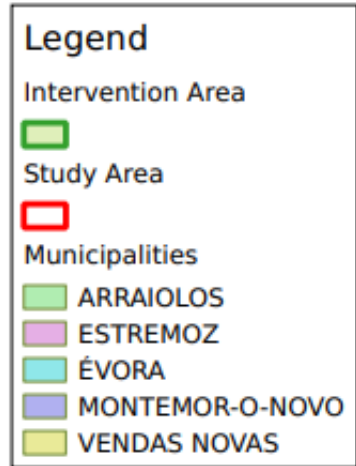 Legend
Intervention Area
Study Area
Municipalities
ARRAIOLOS
ESTREMOZ
ÉVORA
MONTEMOR-O-NOVO
VENDAS NOVAS